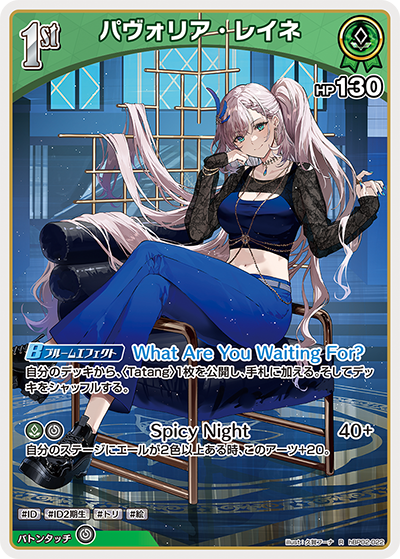 1st
パヴォリア・レイネ
HP130
Bブルームエフェクト What Are You Waiting For?
自分のデッキから、〈Tatang〉1枚を公開し、手札に加える。そしてデッ
キをシャッフルする。
Spicy Night 40+
自分のステージにエールが2色以上ある時、このアーツ+20。
#ID #ID2期生 #トリ #絵
バトンタッチ
illust: R hBP02-022